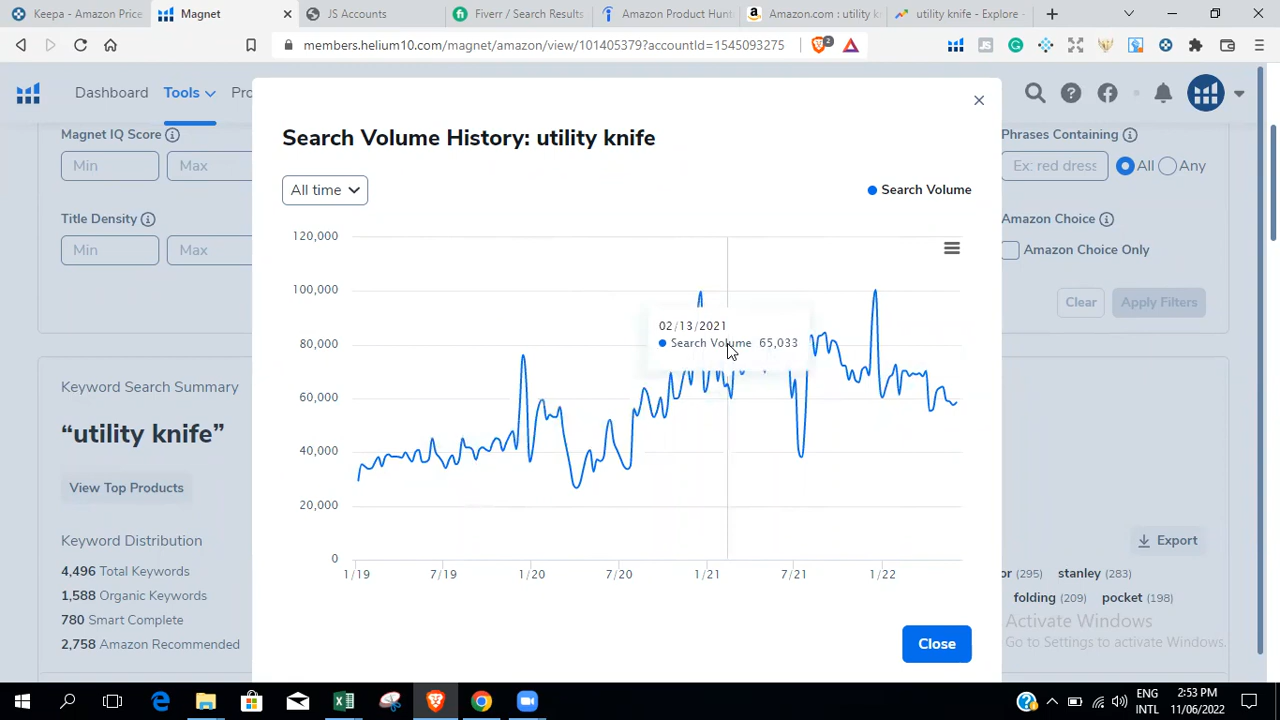 Keepa - Amazon Price
Magnet
JS Accounts
Fiverr / Search Results
Amazon Product Hunt
Amazon.com : utility k
utility knife - Explore -
members.helium10.com/magnet/amazon/view/101405379?accountId=1545093275
2
Dashboard
Tools
Pro
Magnet IQ Score
Min
Max
Title Density
Min
Max
Phrases Containing
Ex: red dress
All
Any
Amazon Choice
Amazon Choice Only
Clear
Apply Filters
Search Volume History: utility knife
All time
Search Volume
120,000
100,000
80,000
60,000
40,000
20,000
0
02/13/2021
Search Volume 65,033
1/19 7/19 1/20 7/20 1/21 7/21 1/22
Close
Keyword Search Summary
“utility knife”
View Top Products
Keyword Distribution
4,496 Total Keywords
1,588 Organic Keywords
780 Smart Complete
2,758 Amazon Recommended
Export
or (295) stanley (283)
folding (209) pocket (198)
Activate Windows
Go to Settings to activate Windows.
ENG
INTL
2:53 PM
11/06/2022